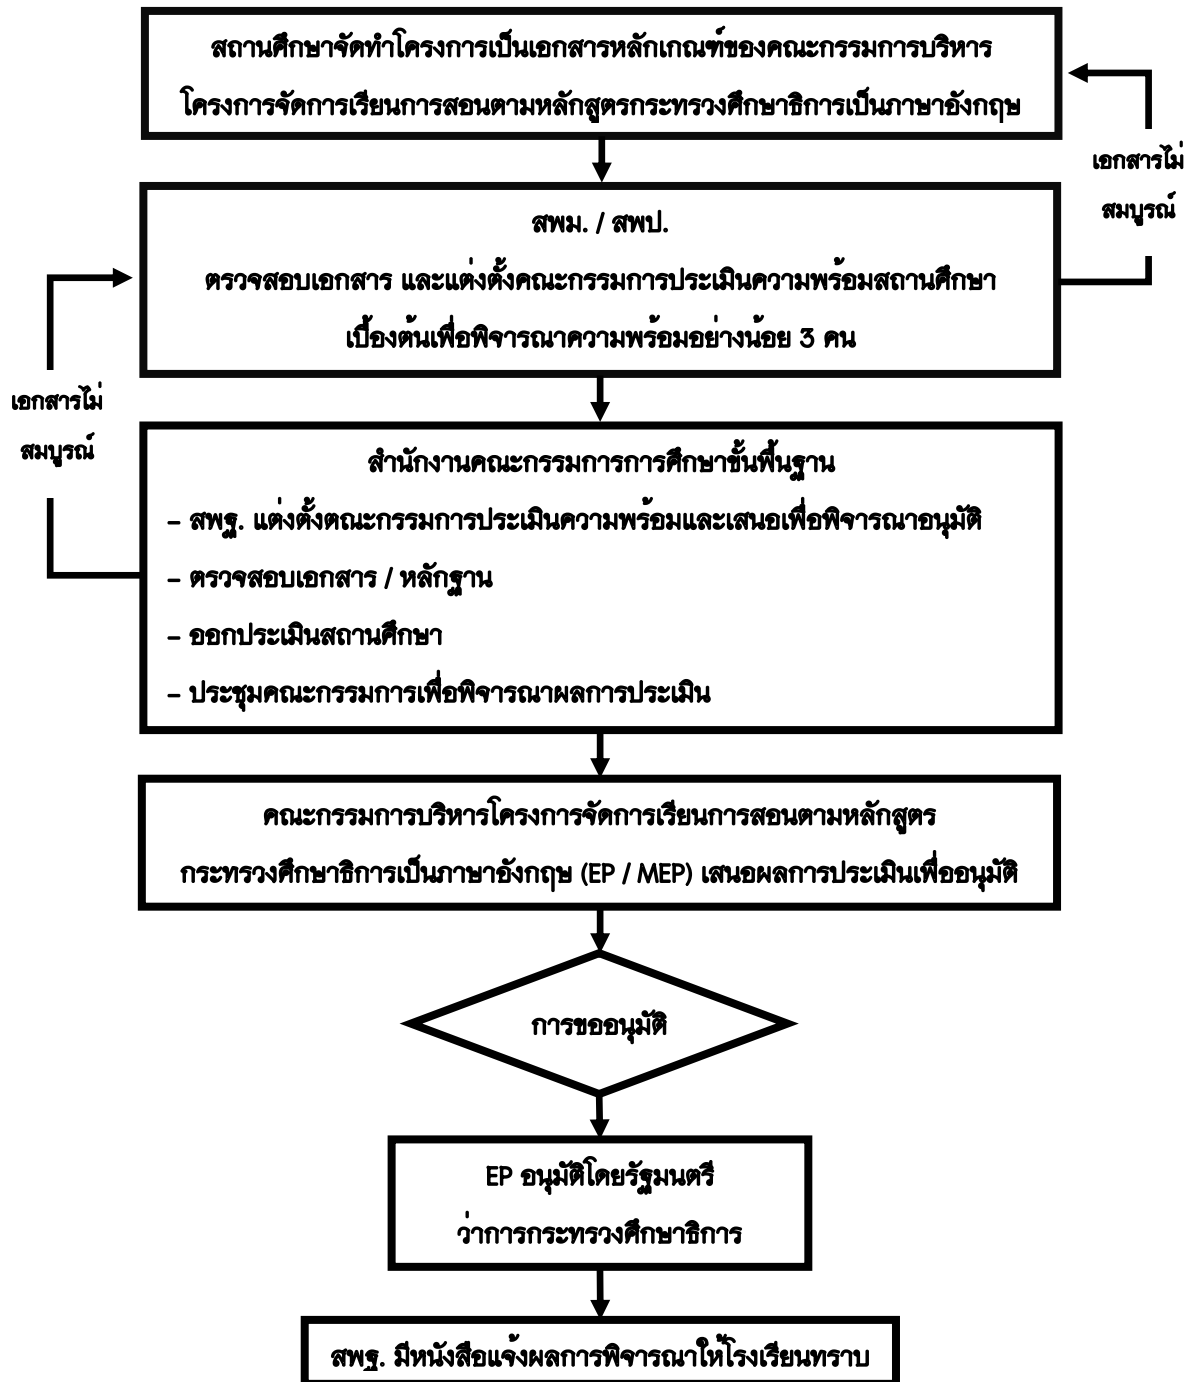 สถานศึกษาจัดทำโครงการเป็นเอกสารหลักเกณฑ์ของคณะกรรมการบริหาร
โครงการจัดการเรียนการสอนตามหลักสูตรกระทรวงศึกษาธิการเป็นภาษาอังกฤษ
เอกสารไม่
สมบูรณ์
สพม. / สพป.
ตรวจสอบเอกสาร และแต่งตั้งคณะกรรมการประเมินความพร้อมสถานศึกษา
เบื้องต้นเพื่อพิจารณาความพร้อมอย่างน้อย 3 คน
เอกสารไม่
สมบูรณ์
สำนักงานคณะกรรมการการศึกษาขั้นพื้นฐาน
– สพฐ. แต่งตั้งตณะกรรมการประเมินความพร้อมและเสนอเพื่อพิจารณาอนุมัติ
– ตรวจสอบเอกสาร / หลักฐาน
– ออกประเมินสถานศึกษา
– ประชุมคณะกรรมการเพื่อพิจารณาผลการประเมิน
คณะกรรมการบริหารโครงการจัดการเรียนการสอนตามหลักสูตร
กระทรวงศึกษาธิการเป็นภาษาอังกฤษ (EP / MEP) เสนอผลการประเมินเพื่ออนุมัติ
การขออนุมัติ
EP อนุมัติโดยรัฐมนตรี
ว่าการกระทรวงศึกษาธิการ
สพฐ. มีหนังสือแจ้งผลการพิจารณาให้โรงเรียนทราบ